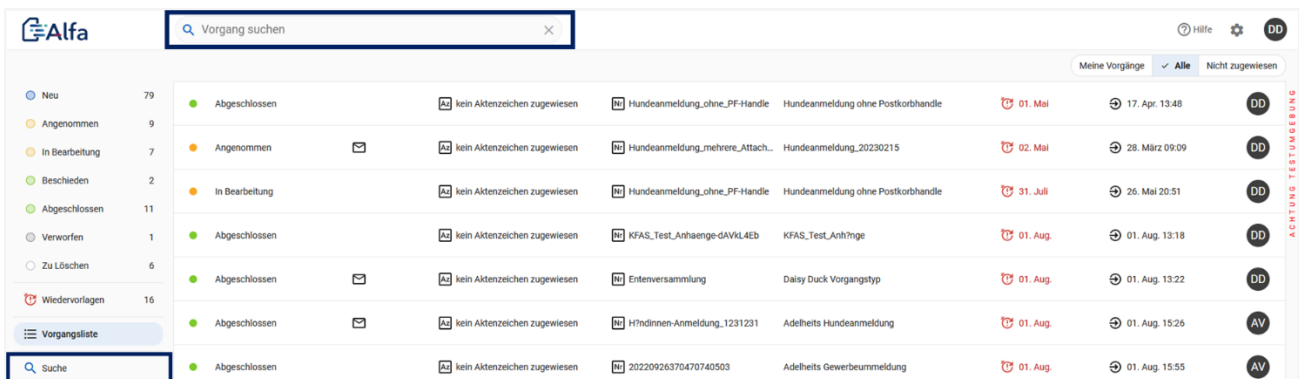 Alfa
Vorgang suchen
Hilfe
DD
Meine Vorgänge Alle Nicht zugewiesen
Neu 79
Angenommen 9
In Bearbeitung 7
Beschieden 2
Abgeschlossen 11
Verworfen 1
Zu Löschen 6
Wiedervorlagen 16
Vorgangsliste
Suche
Abgeschlossen Az kein Aktenzeichen zugewiesen Nr Hundeanmeldung_ohne_PF-Handle Hundeanmeldung ohne Postkorbhandle 01. Mai 17. Apr. 13:48 DD
Angenommen Az kein Aktenzeichen zugewiesen Nr Hundeanmeldung_mehrere_Attach... Hundeanmeldung_20230215 02. Mai 28. März 09:09 DD
In Bearbeitung Az kein Aktenzeichen zugewiesen Nr Hundeanmeldung_ohne_PF-Handle Hundeanmeldung ohne Postkorbhandle 31. Juli 26. Mai 20:51 DD
Abgeschlossen Az kein Aktenzeichen zugewiesen Nr KFAS_Test_Anhaenge-dAVkL4Eb KFAS_Test_Anh?nge 01. Aug. 01. Aug. 13:18 DD
Abgeschlossen Az kein Aktenzeichen zugewiesen Nr Entenversammlung Daisy Duck Vorgangstyp 01. Aug. 01. Aug. 13:22 DD
Abgeschlossen Az kein Aktenzeichen zugewiesen Nr H?ndinnen-Anmeldung_1231231 Adelheits Hundeanmeldung 01. Aug. 01. Aug. 15:26 AV
Abgeschlossen Az kein Aktenzeichen zugewiesen Nr 20220926370470740503 Adelheits Gewerbeummeldung 01. Aug. 01. Aug. 15:55 AV
ACHTUNG TESTUMGEBUNG